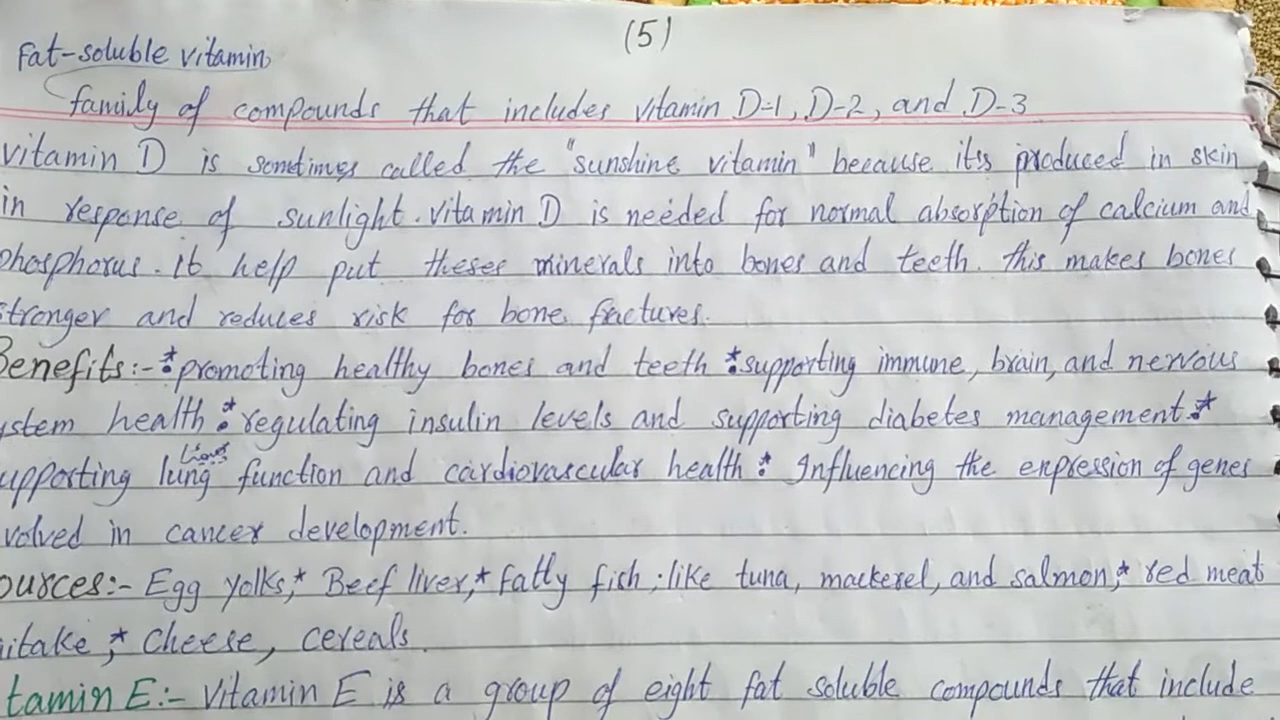 (5)
Fat-soluble vitamin
family of compounds that includes vitamin D-1, D-2, and D-3
vitamin D is sometimes called the "sunshine vitamin" because it's produced in skin
in response of sunlight. vitamin D is needed for normal absorption of calcium and
phosphorus. It help put theses minerals into bones and teeth. this makes bones
stronger and reduces risk for bone fractures.
Benefits:- * promoting healthy bones and teeth * supporting immune, brain, and nervous
ystem health * regulating insulin levels and supporting diabetes management *
upporting lung function and cardiovascular health * Influencing the expression of genes
volved in cancer development.
ources:- Egg yolks,* Beef liver,* fatty fish; like tuna, mackerel, and salmon,* red meat
itake,* Cheese, cereals.
tamin E:- Vitamin E is a group of eight fat soluble compounds that include